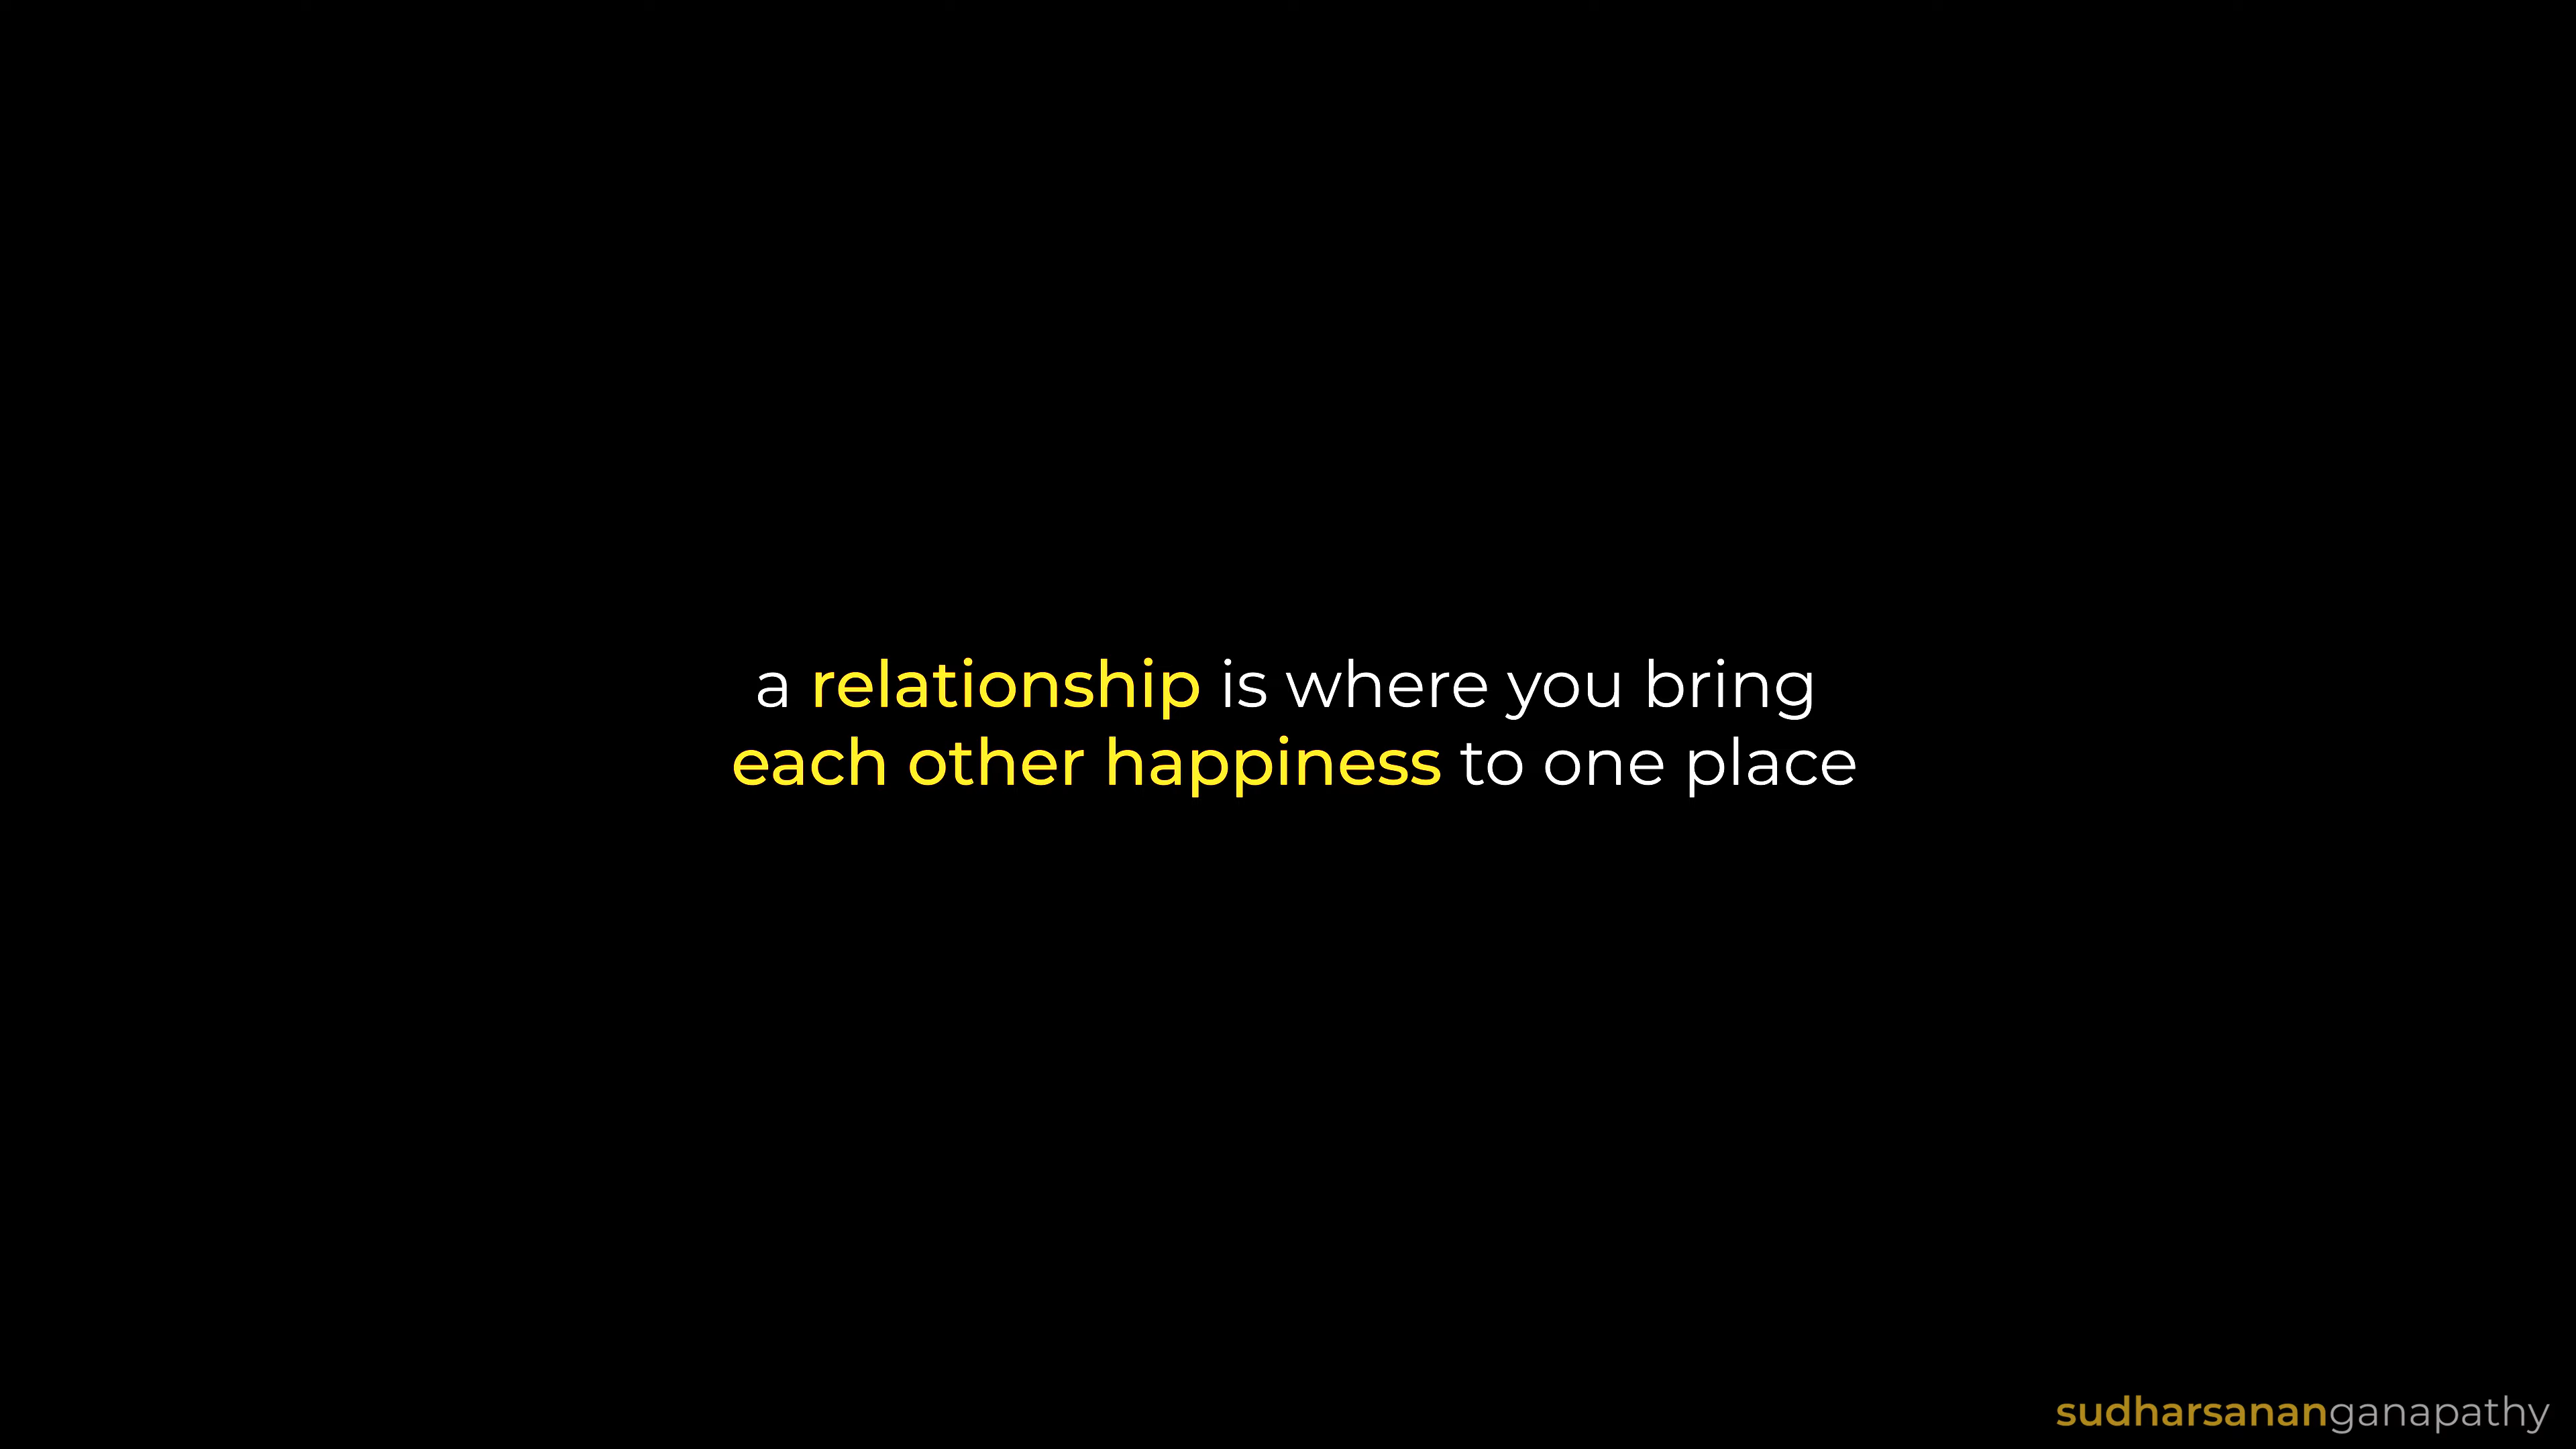 a relationship is where you bring
each other happiness to one place
sudharsananganapathy